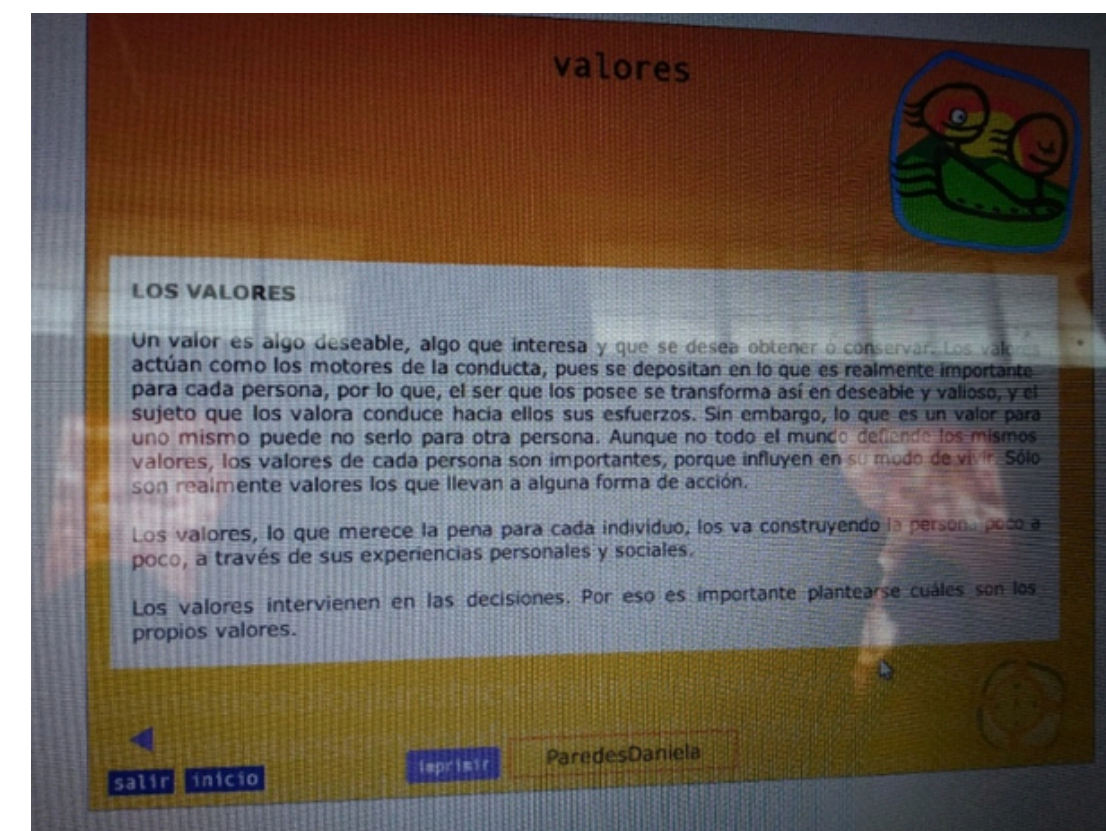 valores
LOS VALORES
Un valor es algo deseable, algo que interesa y que se desea obtener o conservar. Los valores
actúan como los motores de la conducta, pues se depositan en lo que es realmente importante
para cada persona, por lo que, el ser que los posee se transforma así en deseable y valioso, y el
sujeto que los valora conduce hacia ellos sus esfuerzos. Sin embargo, lo que es un valor para
uno mismo puede no serlo para otra persona. Aunque no todo el mundo defiende los mismos
valores, los valores de cada persona son importantes, porque influyen en su modo de vivir. Sólo
son realmente valores los que llevan a alguna forma de acción.
Los valores, lo que merece la pena para cada individuo, los va construyendo la persona poco a
poco, a través de sus experiencias personales y sociales.
Los valores intervienen en las decisiones. Por eso es importante plantearse cuáles son los
propios valores.
salir inicio imprimir ParedesDaniela